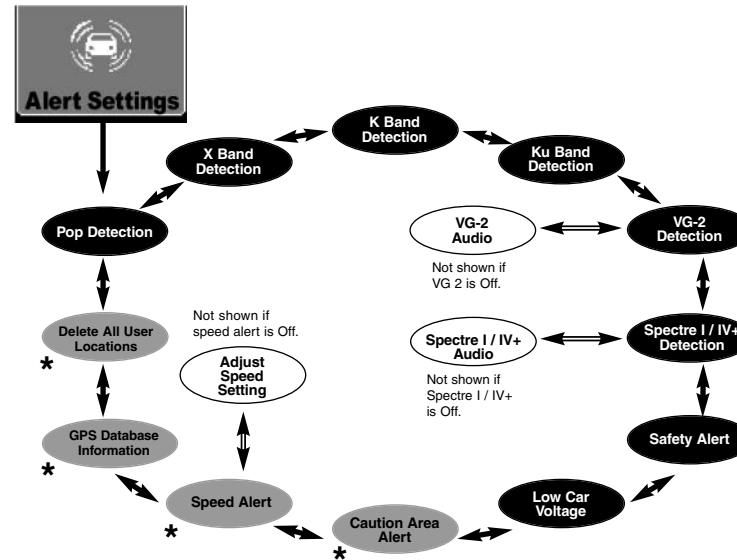 Alert Settings
K Band
Detection
X Band
Detection
Ku Band
Detection
Pop Detection
VG-2
Audio
VG-2
Detection
Not shown if
VG 2 is Off.
Not shown if
speed alert is Off.
Delete All User
Locations
*
Spectre I / IV+
Audio
Spectre I / IV+
Detection
Adjust
Speed
Setting
Not shown if
Spectre I / IV+
is Off.
GPS Database
Information
*
Safety Alert
Speed Alert
*
Low Car
Voltage
Caution Area
Alert
*